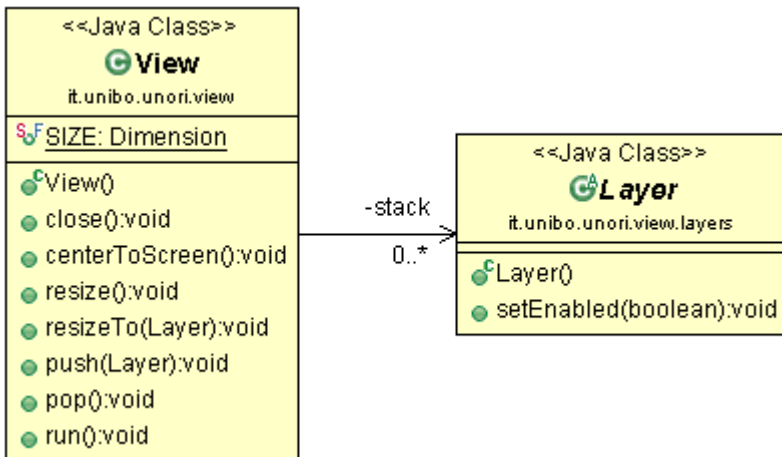 <<Java Class>>
View
it.unibo.unori.view
SIZE: Dimension
View()
close():void
centerToScreen():void
resize():void
resizeTo(Layer):void
push(Layer):void
pop():void
run():void
-stack
0..*
<<Java Class>>
Layer
it.unibo.unori.view.layers
Layer()
setEnabled(boolean):void